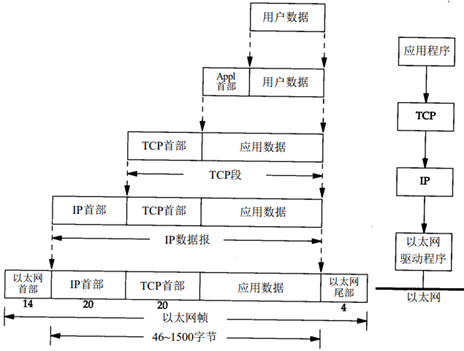 用户数据
应用程序
Appl
首部
用户数据
TCP
TCP首部
应用数据
TCP段
IP
IP首部
TCP首部
应用数据
IP数据报
以太网
驱动程序
以太网
首部
IP首部
TCP首部
应用数据
以太网
尾部
以太网
14
20
20
4
以太网帧
46~1500字节